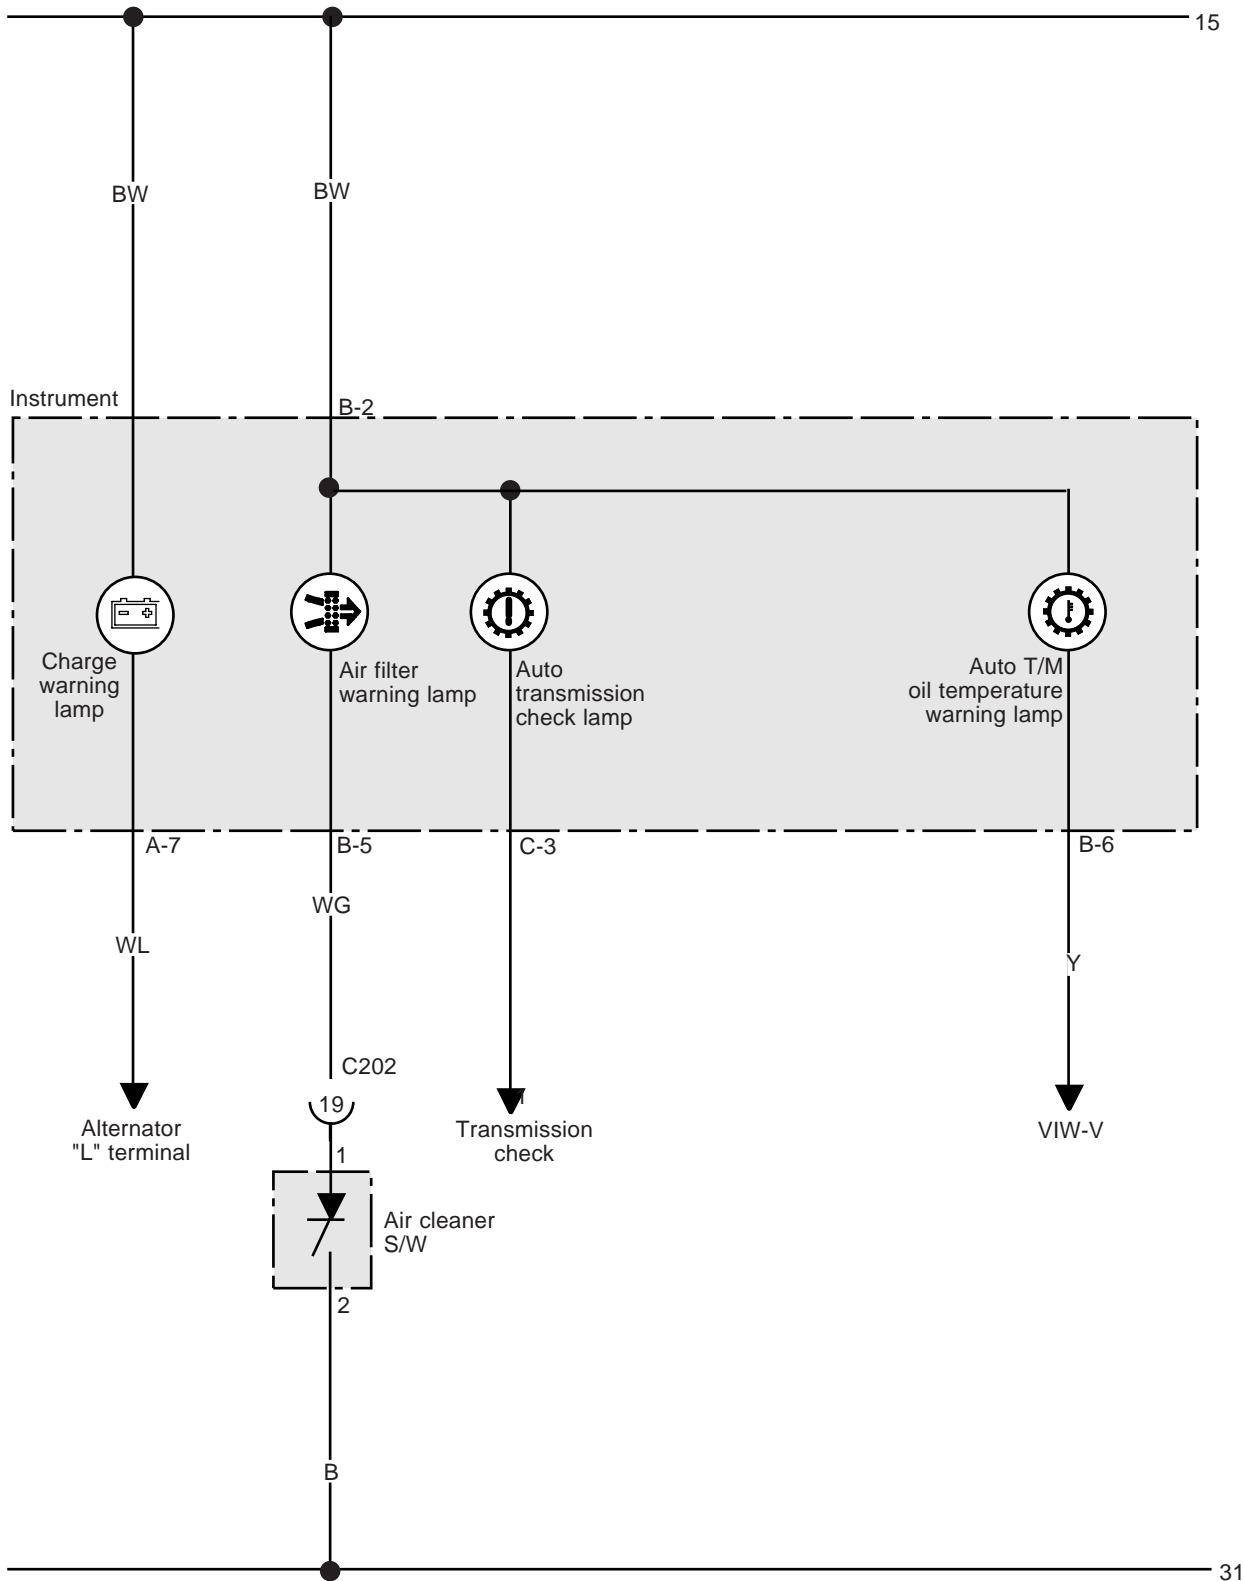 15
BW
BW
Instrument
B-2
Charge
warning
lamp
Air filter
warning lamp
Auto
transmission
check lamp
Auto T/M
oil temperature
warning lamp
A-7
B-5
C-3
B-6
WG
WL
Y
C202
19
Alternator
"L" terminal
Transmission
check
VIW-V
1
Air cleaner
S/W
2
B
31